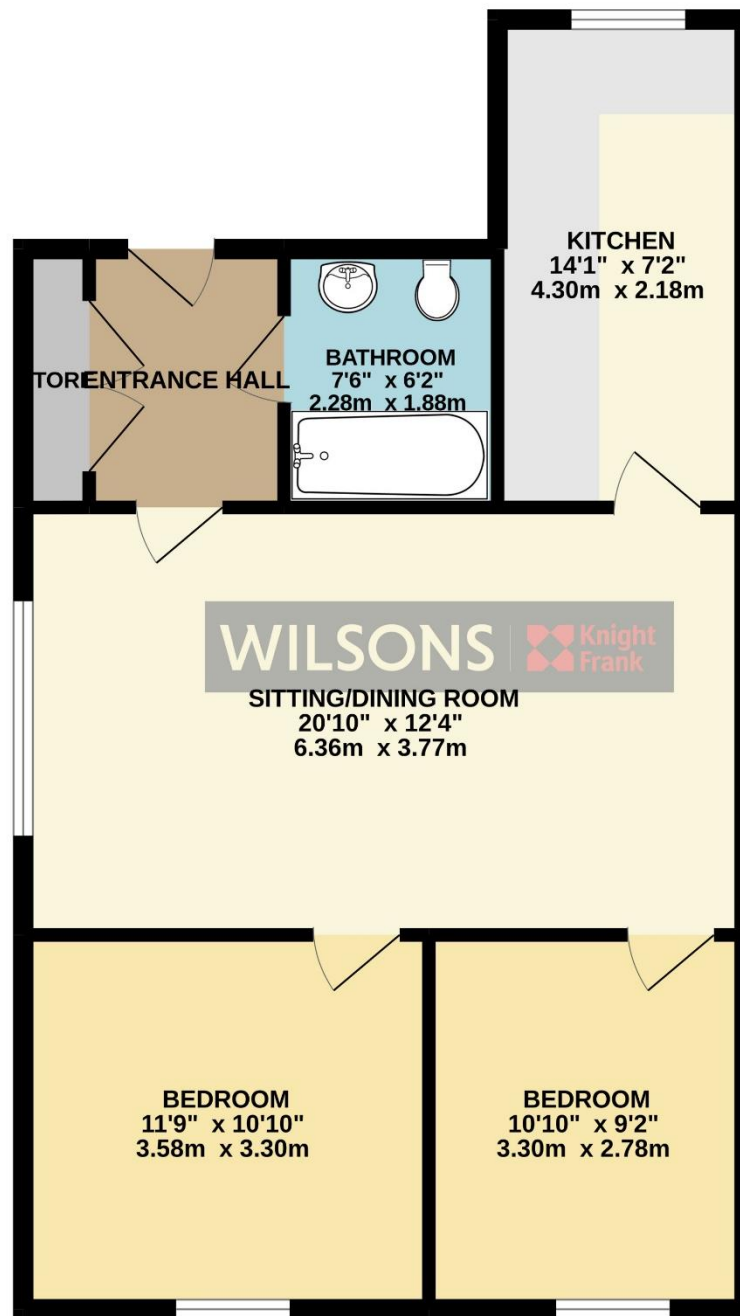 KITCHEN
14'1" x 7'2"
4.30m x 2.18m
BATHROOM
7'6" x 6'2"
2.28m x 1.88m
TORE
ENTRANCE HALL
WILSONS
Knight
Frank
SITTING/DINING ROOM
20'10" x 12'4"
6.36m x 3.77m
BEDROOM
11'9" x 10'10"
3.58m x 3.30m
BEDROOM
10'10" x 9'2"
3.30m x 2.78m